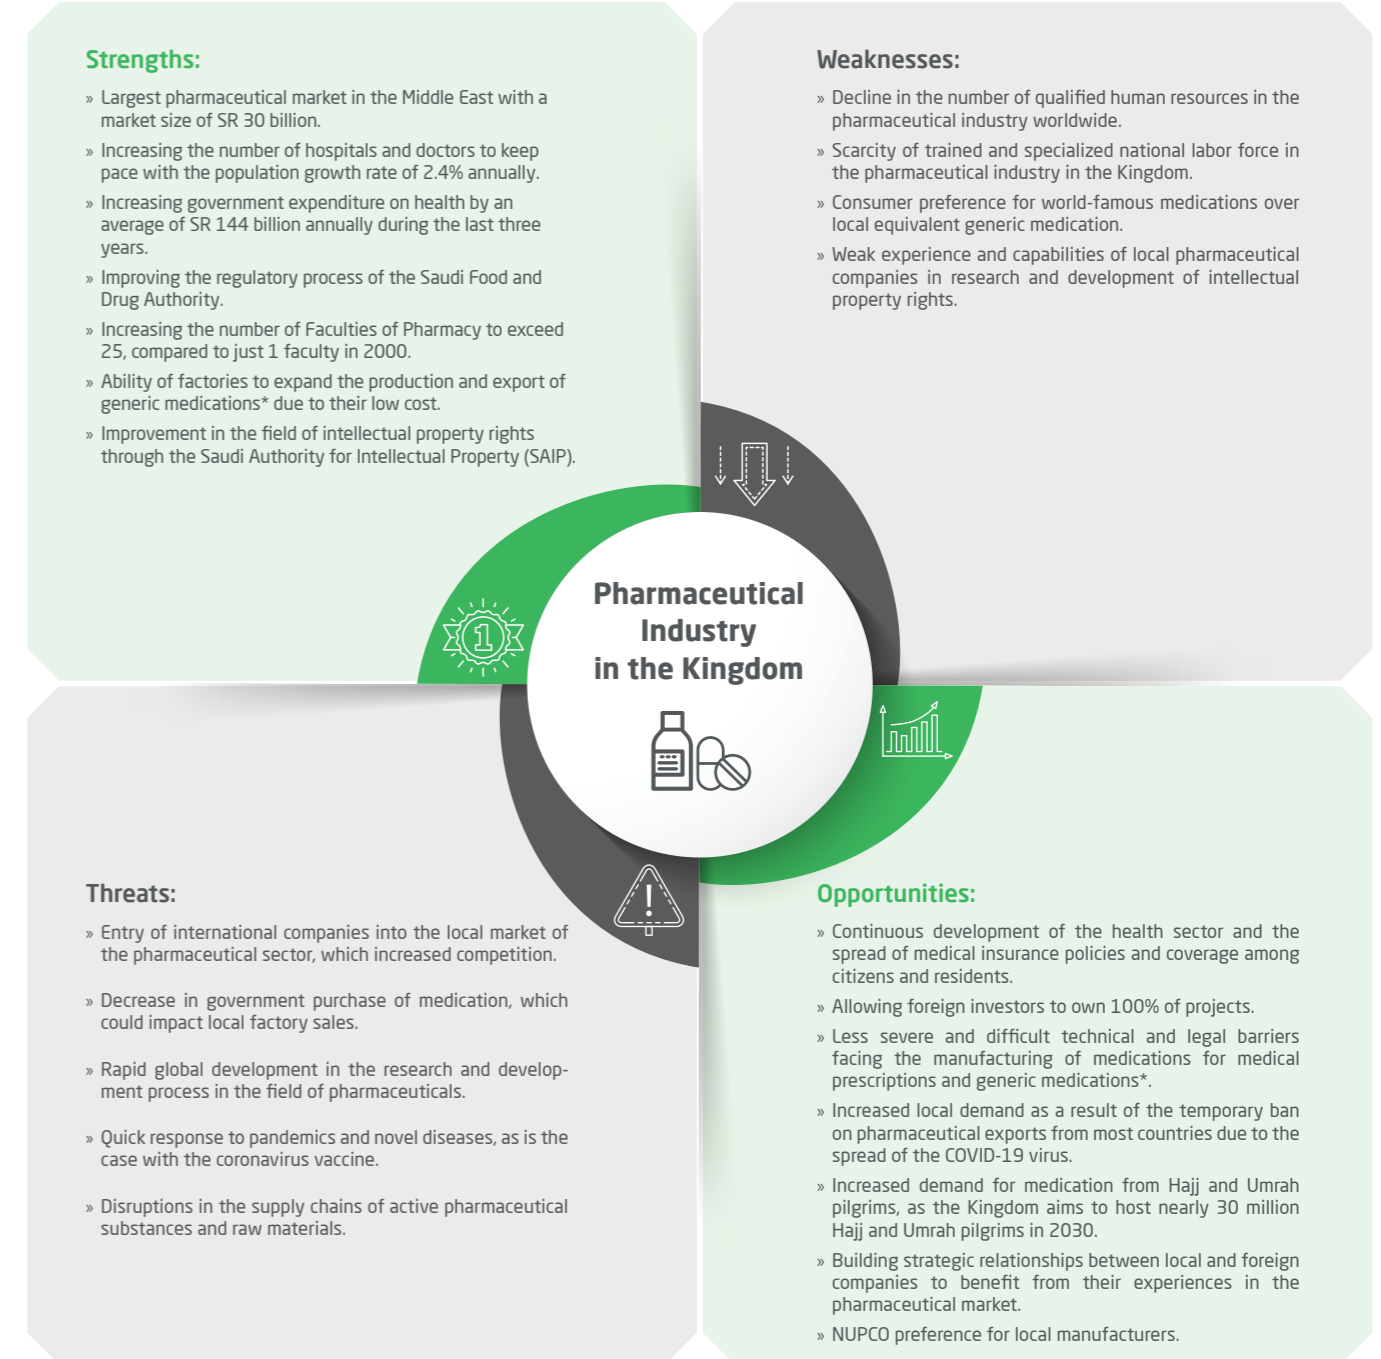 Strengths:
» Largest pharmaceutical market in the Middle East with a
market size of SR 30 billion.
» Increasing the number of hospitals and doctors to keep
pace with the population growth rate of 2.4% annually.
» Increasing government expenditure on health by an
average of SR 144 billion annually during the last three
years.
» Improving the regulatory process of the Saudi Food and
Drug Authority.
» Increasing the number of Faculties of Pharmacy to exceed
25, compared to just 1 faculty in 2000.
» Ability of factories to expand the production and export of
generic medications* due to their low cost.
» Improvement in the field of intellectual property rights
through the Saudi Authority for Intellectual Property (SAIP).
Weaknesses:
» Decline in the number of qualified human resources in the
pharmaceutical industry worldwide.
» Scarcity of trained and specialized national labor force in
the pharmaceutical industry in the Kingdom.
» Consumer preference for world-famous medications over
local equivalent generic medication.
» Weak experience and capabilities of local pharmaceutical
companies in research and development of intellectual
property rights.
1
Pharmaceutical
Industry
in the Kingdom
!
Threats:
» Entry of international companies into the local market of
the pharmaceutical sector, which increased competition.
» Decrease in government purchase of medication, which
could impact local factory sales.
» Rapid global development in the research and develop-
ment process in the field of pharmaceuticals.
» Quick response to pandemics and novel diseases, as is the
case with the coronavirus vaccine.
» Disruptions in the supply chains of active pharmaceutical
substances and raw materials.
Opportunities:
» Continuous development of the health sector and the
spread of medical insurance policies and coverage among
citizens and residents.
» Allowing foreign investors to own 100% of projects.
» Less severe and difficult technical and legal barriers
facing the manufacturing of medications for medical
prescriptions and generic medications*.
» Increased local demand as a result of the temporary ban
on pharmaceutical exports from most countries due to the
spread of the COVID-19 virus.
» Increased demand for medication from Hajj and Umrah
pilgrims, as the Kingdom aims to host nearly 30 million
Hajj and Umrah pilgrims in 2030.
» Building strategic relationships between local and foreign
companies to benefit from their experiences in the
pharmaceutical market.
» NUPCO preference for local manufacturers.